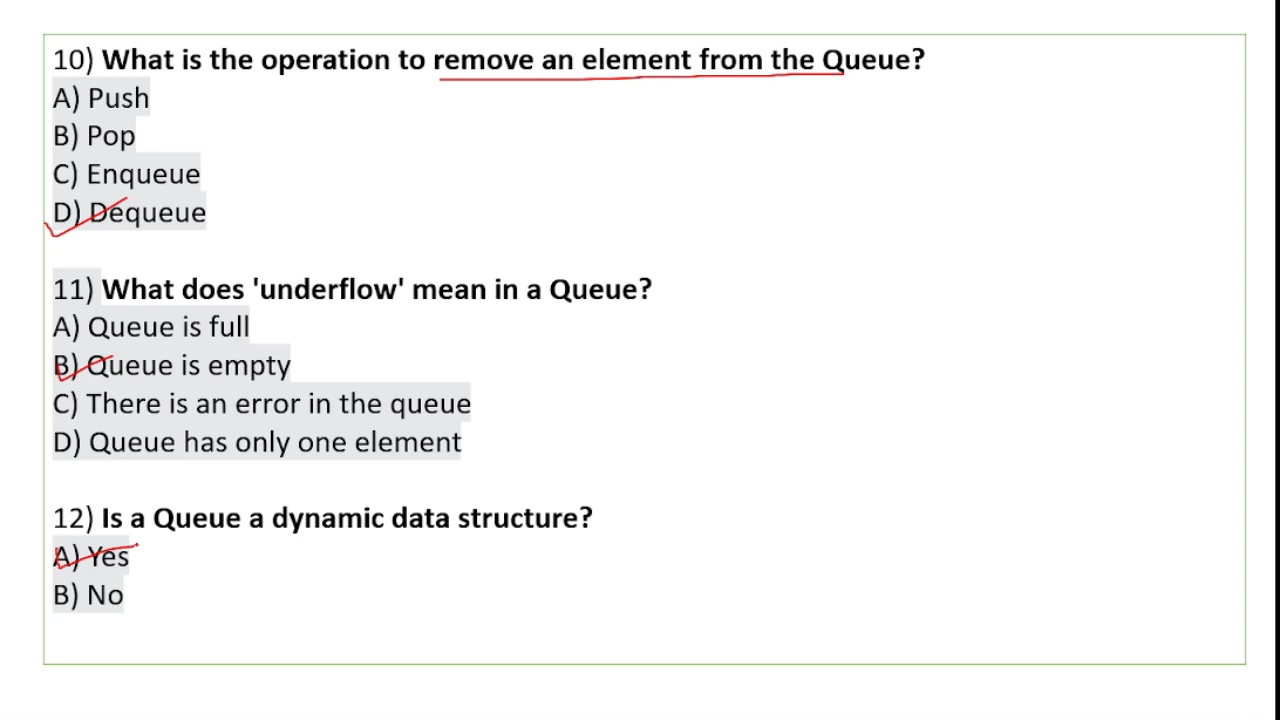 10) What is the operation to remove an element from the Queue?
A) Push
B) Pop
C) Enqueue
D) Dequeue
11) What does 'underflow' mean in a Queue?
A) Queue is full
B) Queue is empty
C) There is an error in the queue
D) Queue has only one element
12) Is a Queue a dynamic data structure?
A) Yes
B) No